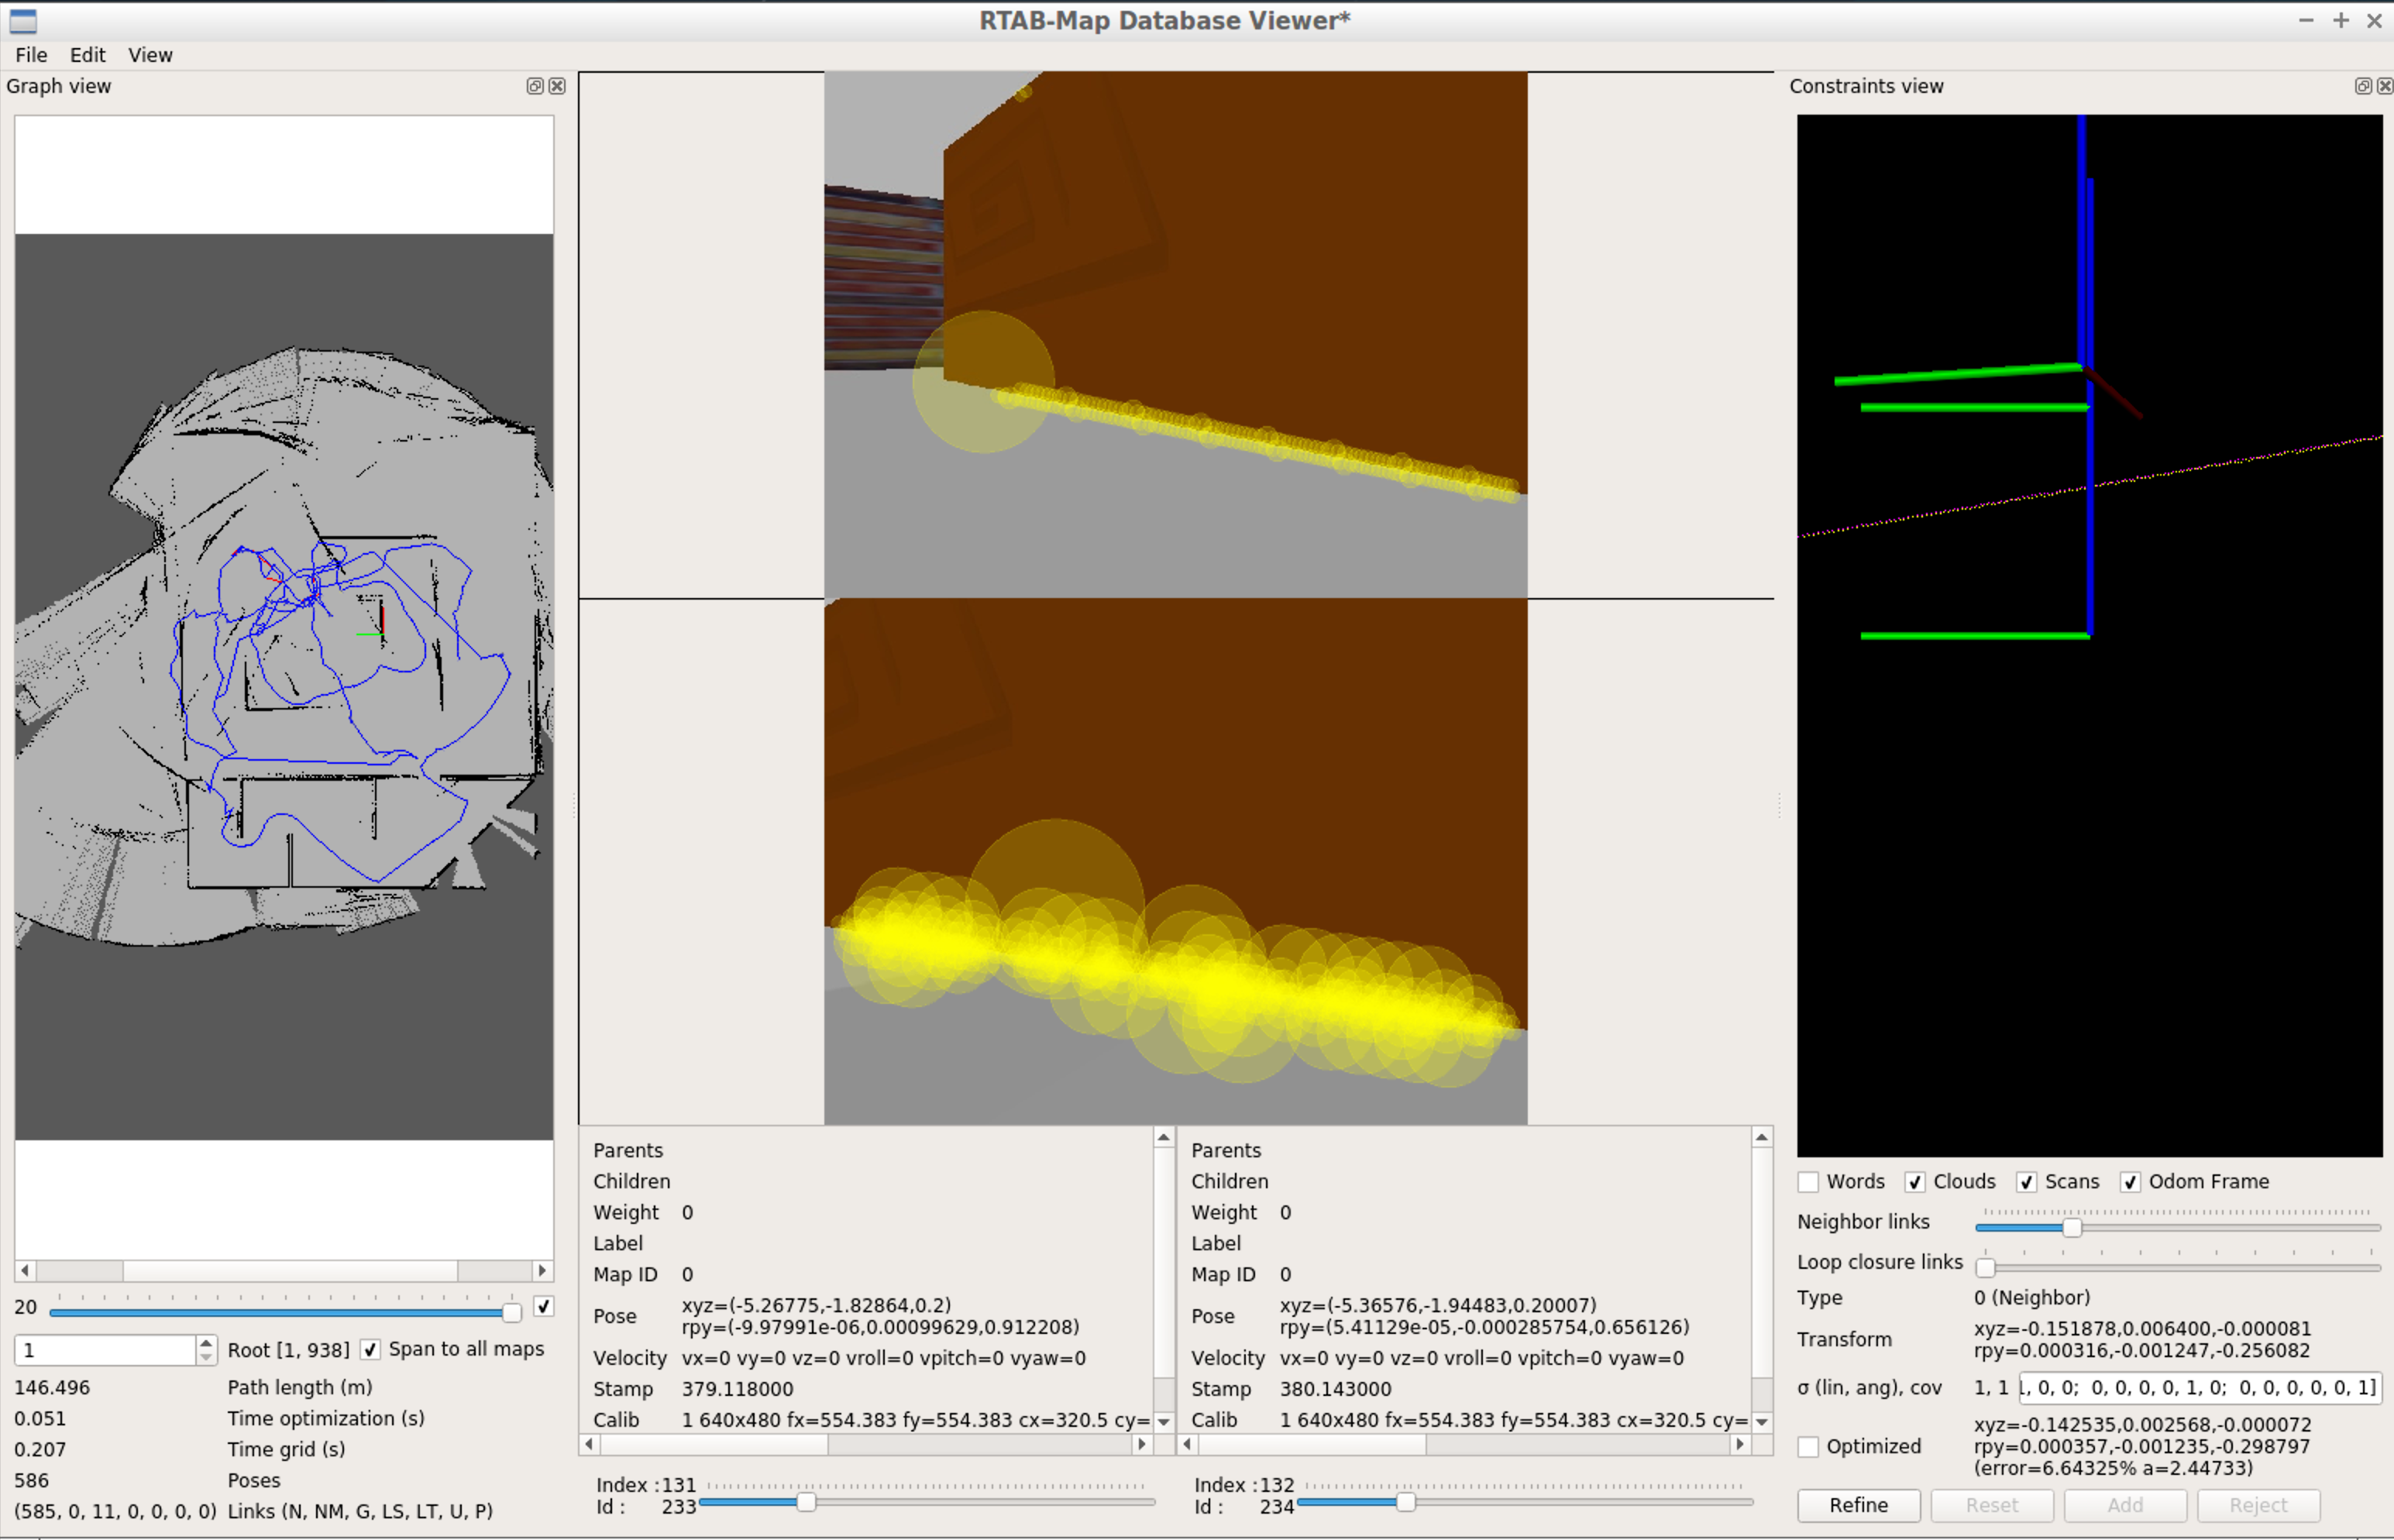 RTAB-Map Database Viewer*
File Edit View
Graph view
Constraints view
20
1 Root [1, 938] Span to all maps
146.496 Path length (m)
0.051 Time optimization (s)
0.207 Time grid (s)
586 Poses
(585, 0, 11, 0, 0, 0, 0) Links (N, NM, G, LS, LT, U, P)
Parents
Children
Weight 0
Label
Map ID 0
Pose xyz=(-5.26775,-1.82864,0.2)
rpy=(-9.97991e-06,0.00099629,0.912208)
Velocity vx=0 vy=0 vz=0 vroll=0 vpitch=0 vyaw=0
Stamp 379.118000
Calib 1 640x480 fx=554.383 fy=554.383 cx=320.5 cy=
Index : 131
Id : 233
Parents
Children
Weight 0
Label
Map ID 0
Pose xyz=(-5.36576,-1.94483,0.20007)
rpy=(5.41129e-05,-0.000285754,0.656126)
Velocity vx=0 vy=0 vz=0 vroll=0 vpitch=0 vyaw=0
Stamp 380.143000
Calib 1 640x480 fx=554.383 fy=554.383 cx=320.5 cy=
Index : 132
Id : 234
Words Clouds Scans Odom Frame
Neighbor links
Loop closure links
Type 0 (Neighbor)
Transform xyz=-0.151878,0.006400,-0.000081
rpy=0.000316,-0.001247,-0.256082
σ (lin, ang), cov 1, 1 , 0, 0; 0, 0, 0, 0, 1, 0; 0, 0, 0, 0, 0, 1]
Optimized xyz=-0.142535,0.002568,-0.000072
rpy=0.000357,-0.001235,-0.298797
(error=6.64325% a=2.44733)
Refine Reset Add Reject